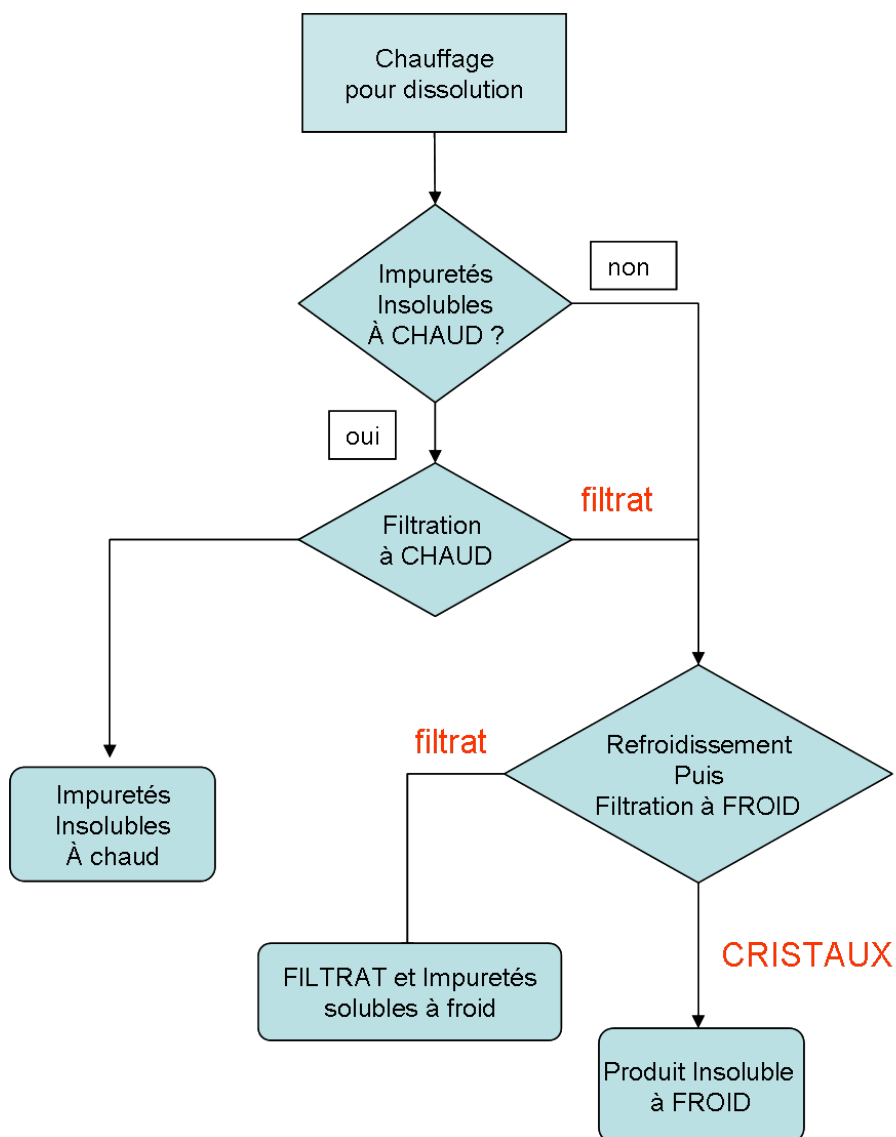 Chauffage
pour dissolution
Impuretés
Insolubles
À CHAUD ?
non
oui
Filtration
à CHAUD
filtrat
Refroidissement
Puis
Filtration à FROID
filtrat
Impuretés
Insolubles
À chaud
CRISTAUX
FILTRAT et Impuretés
solubles à froid
Produit Insoluble
à FROID